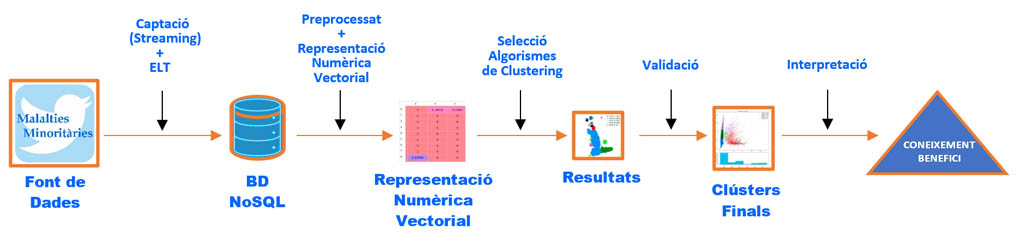 Captació
(Streaming)
+
ELT
Preprocessat
+
Representació
Numèrica
Vectorial
Selecció
Algorismes
de Clustering
Validació
Interpretació
Malalties
Minoritàries
CONEIXEMENT
BENEFICI
Font de
Dades
BD
NoSQL
Representació
Numèrica
Vectorial
Resultats
Clústers
Finals